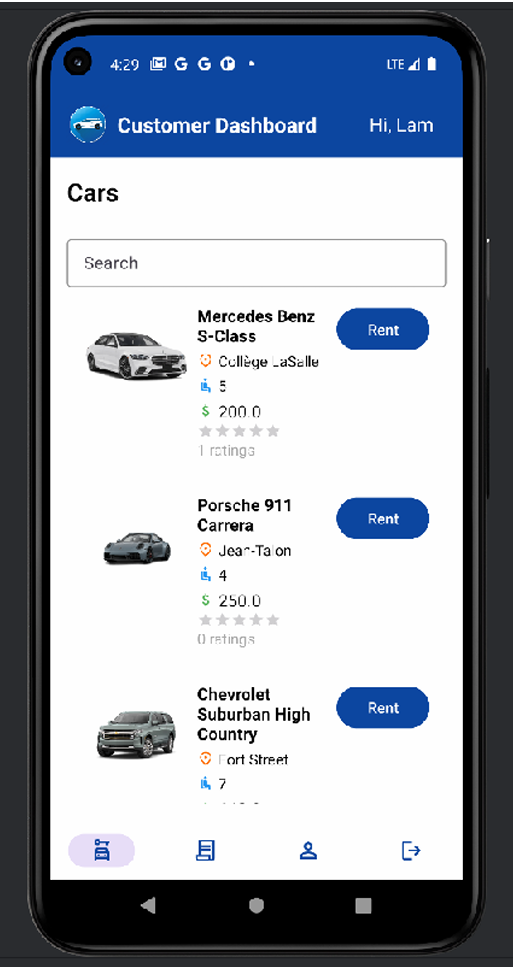 4:29
LTE
Customer Dashboard
Hi, Lam
Cars
Search
Mercedes Benz
S-Class
Rent
Collège LaSalle
5
$ 200.0
1 ratings
Porsche 911
Carrera
Rent
Jean-Talon
4
$ 250.0
0 ratings
Chevrolet
Suburban High
Country
Rent
Fort Street
7